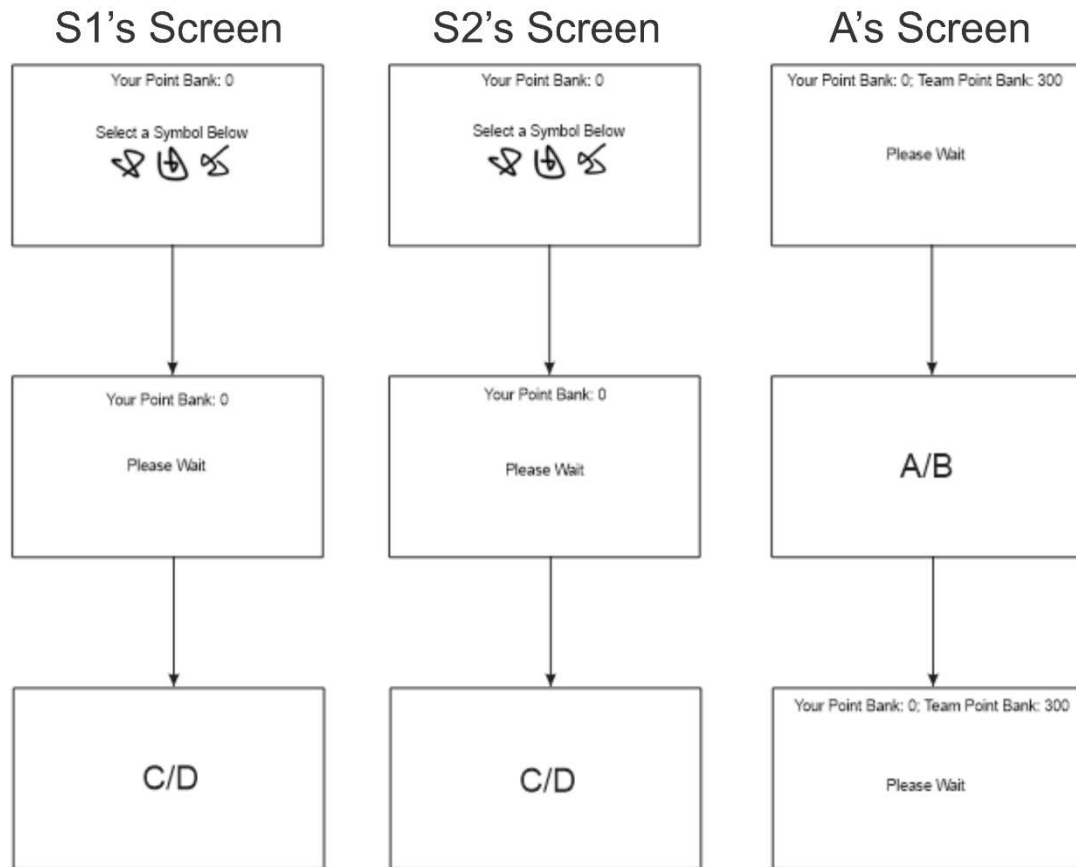 S1's Screen
S2's Screen
A's Screen
Your Point Bank: 0
Select a Symbol Below
Your Point Bank: 0
Select a Symbol Below
Your Point Bank: 0; Team Point Bank: 300
Please Wait
Your Point Bank: 0
Please Wait
Your Point Bank: 0
Please Wait
A/B
C/D
C/D
Your Point Bank: 0; Team Point Bank: 300
Please Wait